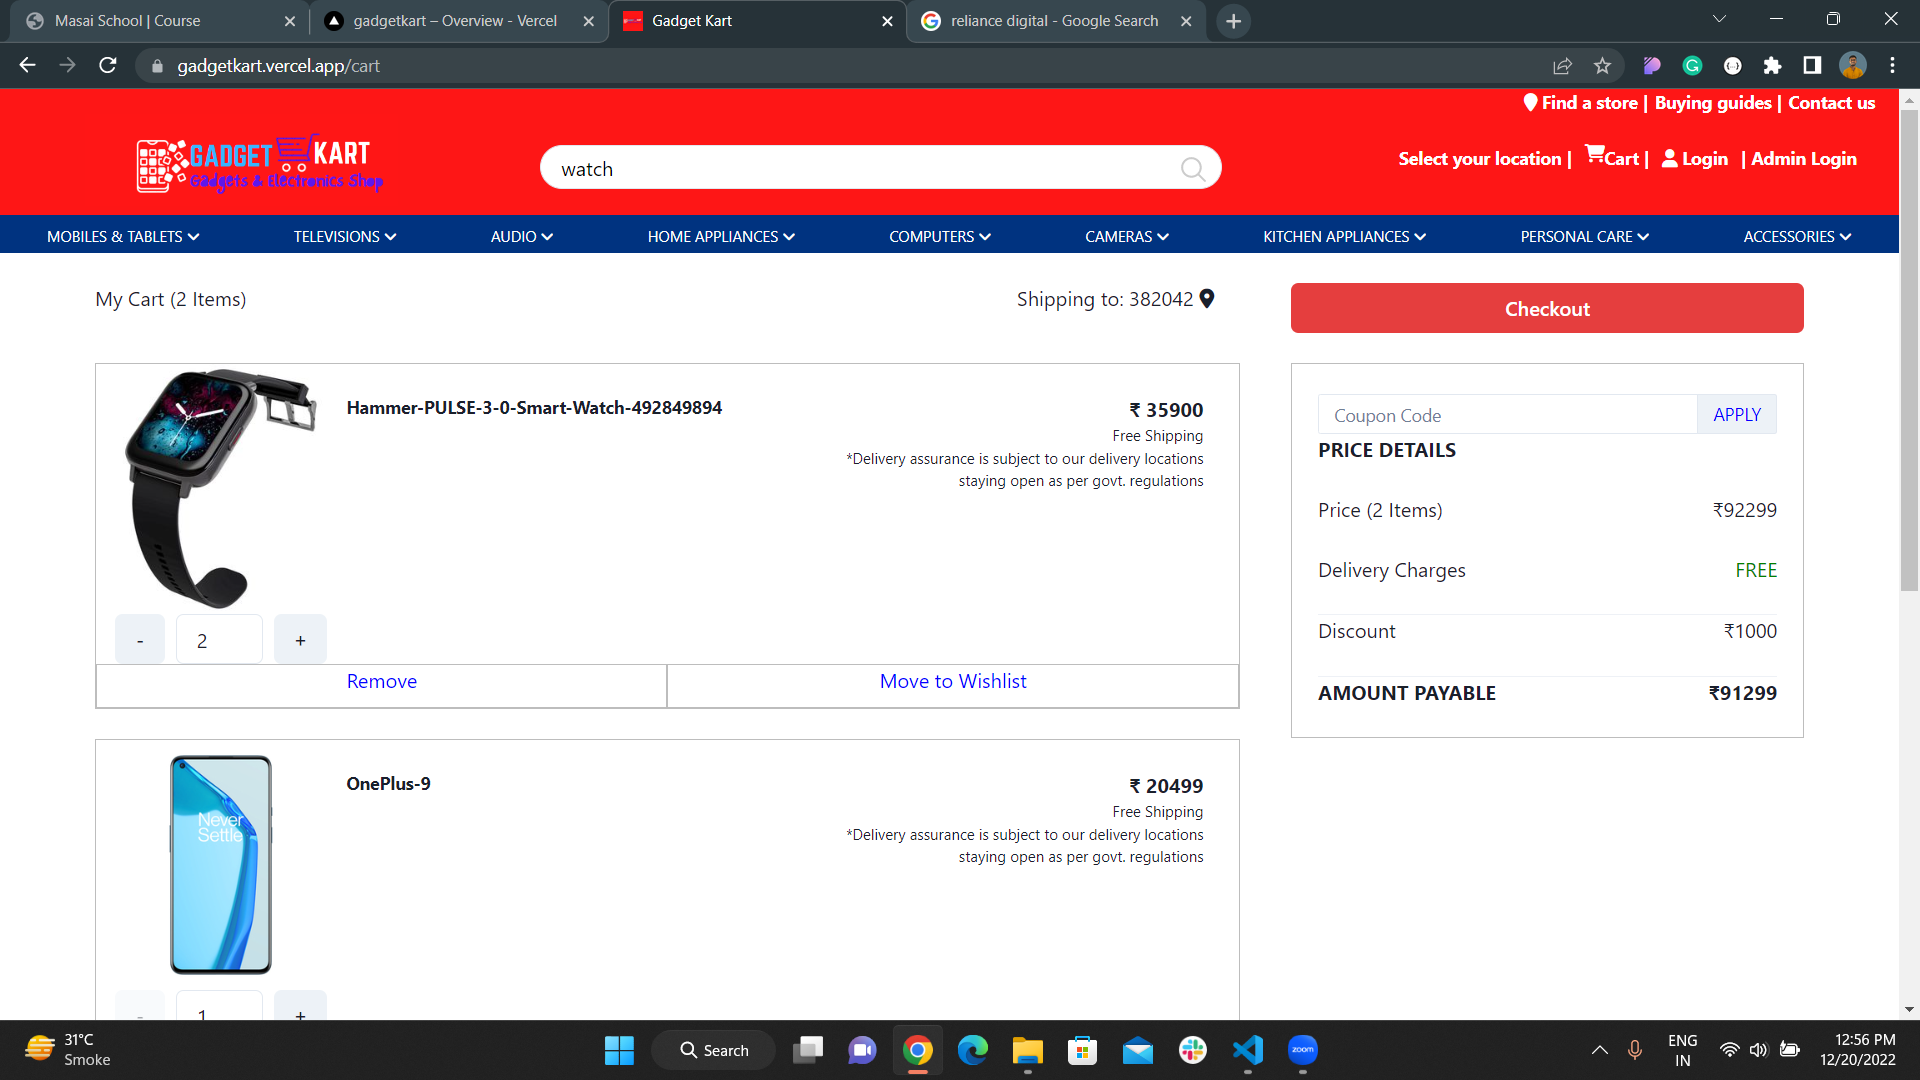 Masai School | Course
gadgetkart – Overview - Vercel
Gadget Kart
reliance digital - Google Search
gadgetkart.vercel.app/cart
Find a store | Buying guides | Contact us
GADGET KART
Gadgets & Electronics Shop
watch
Select your location | Cart | Login | Admin Login
MOBILES & TABLETS TELEVISIONS AUDIO HOME APPLIANCES COMPUTERS CAMERAS KITCHEN APPLIANCES PERSONAL CARE ACCESSORIES
My Cart (2 Items)
Shipping to: 382042
Checkout
Hammer-PULSE-3-0-Smart-Watch-492849894
₹ 35900
Free Shipping
*Delivery assurance is subject to our delivery locations
staying open as per govt. regulations
- 2 +
Remove
Move to Wishlist
Coupon Code APPLY
PRICE DETAILS
Price (2 Items) ₹92299
Delivery Charges FREE
Discount ₹1000
AMOUNT PAYABLE ₹91299
Never
Settle
OnePlus-9
₹ 20499
Free Shipping
*Delivery assurance is subject to our delivery locations
staying open as per govt. regulations
- 1 +
31°C
Smoke
Search
zoom
ENG
IN
12:56 PM
12/20/2022